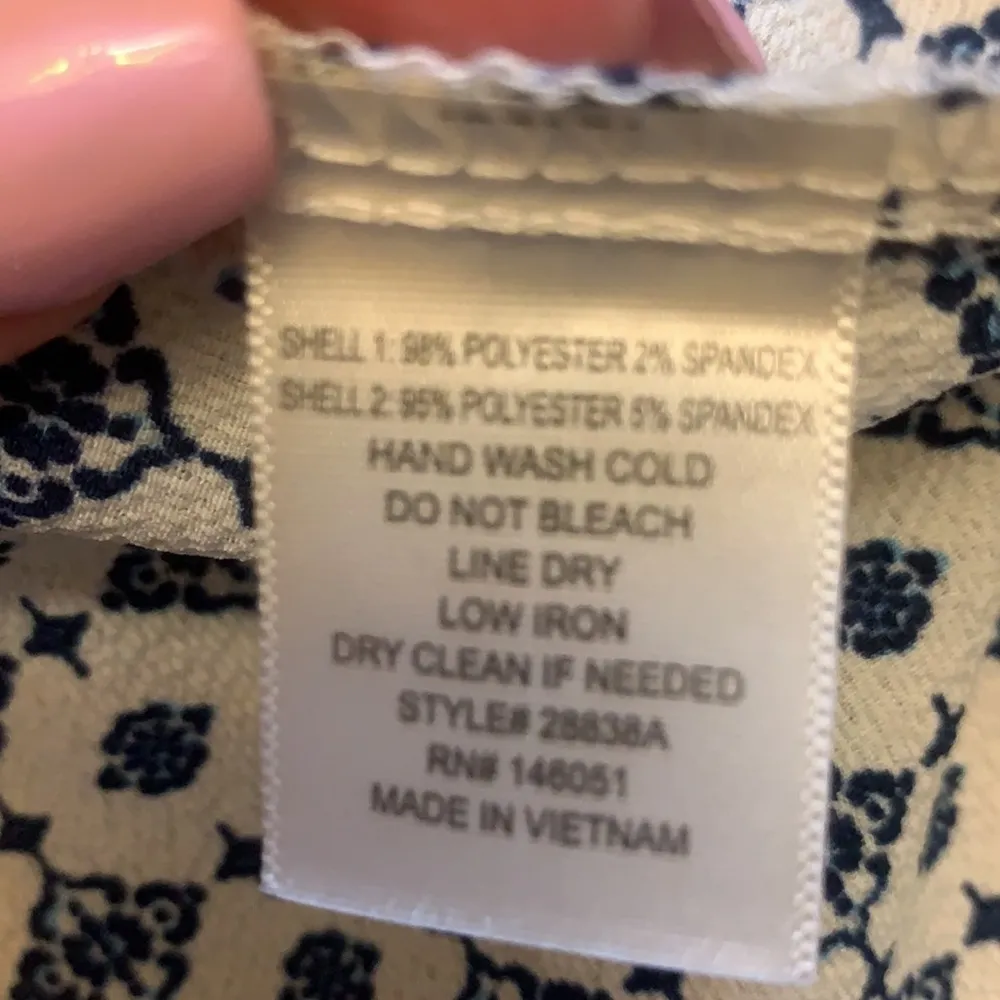 SHELL 1: 98% POLYESTER 2% SPANDEX
SHELL 2: 95% POLYESTER 5% SPANDEX
HAND WASH COLD
DO NOT BLEACH
LINE DRY
LOW IRON
DRY CLEAN IF NEEDED
STYLE# 28838A
RN# 146051
MADE IN VIETNAM